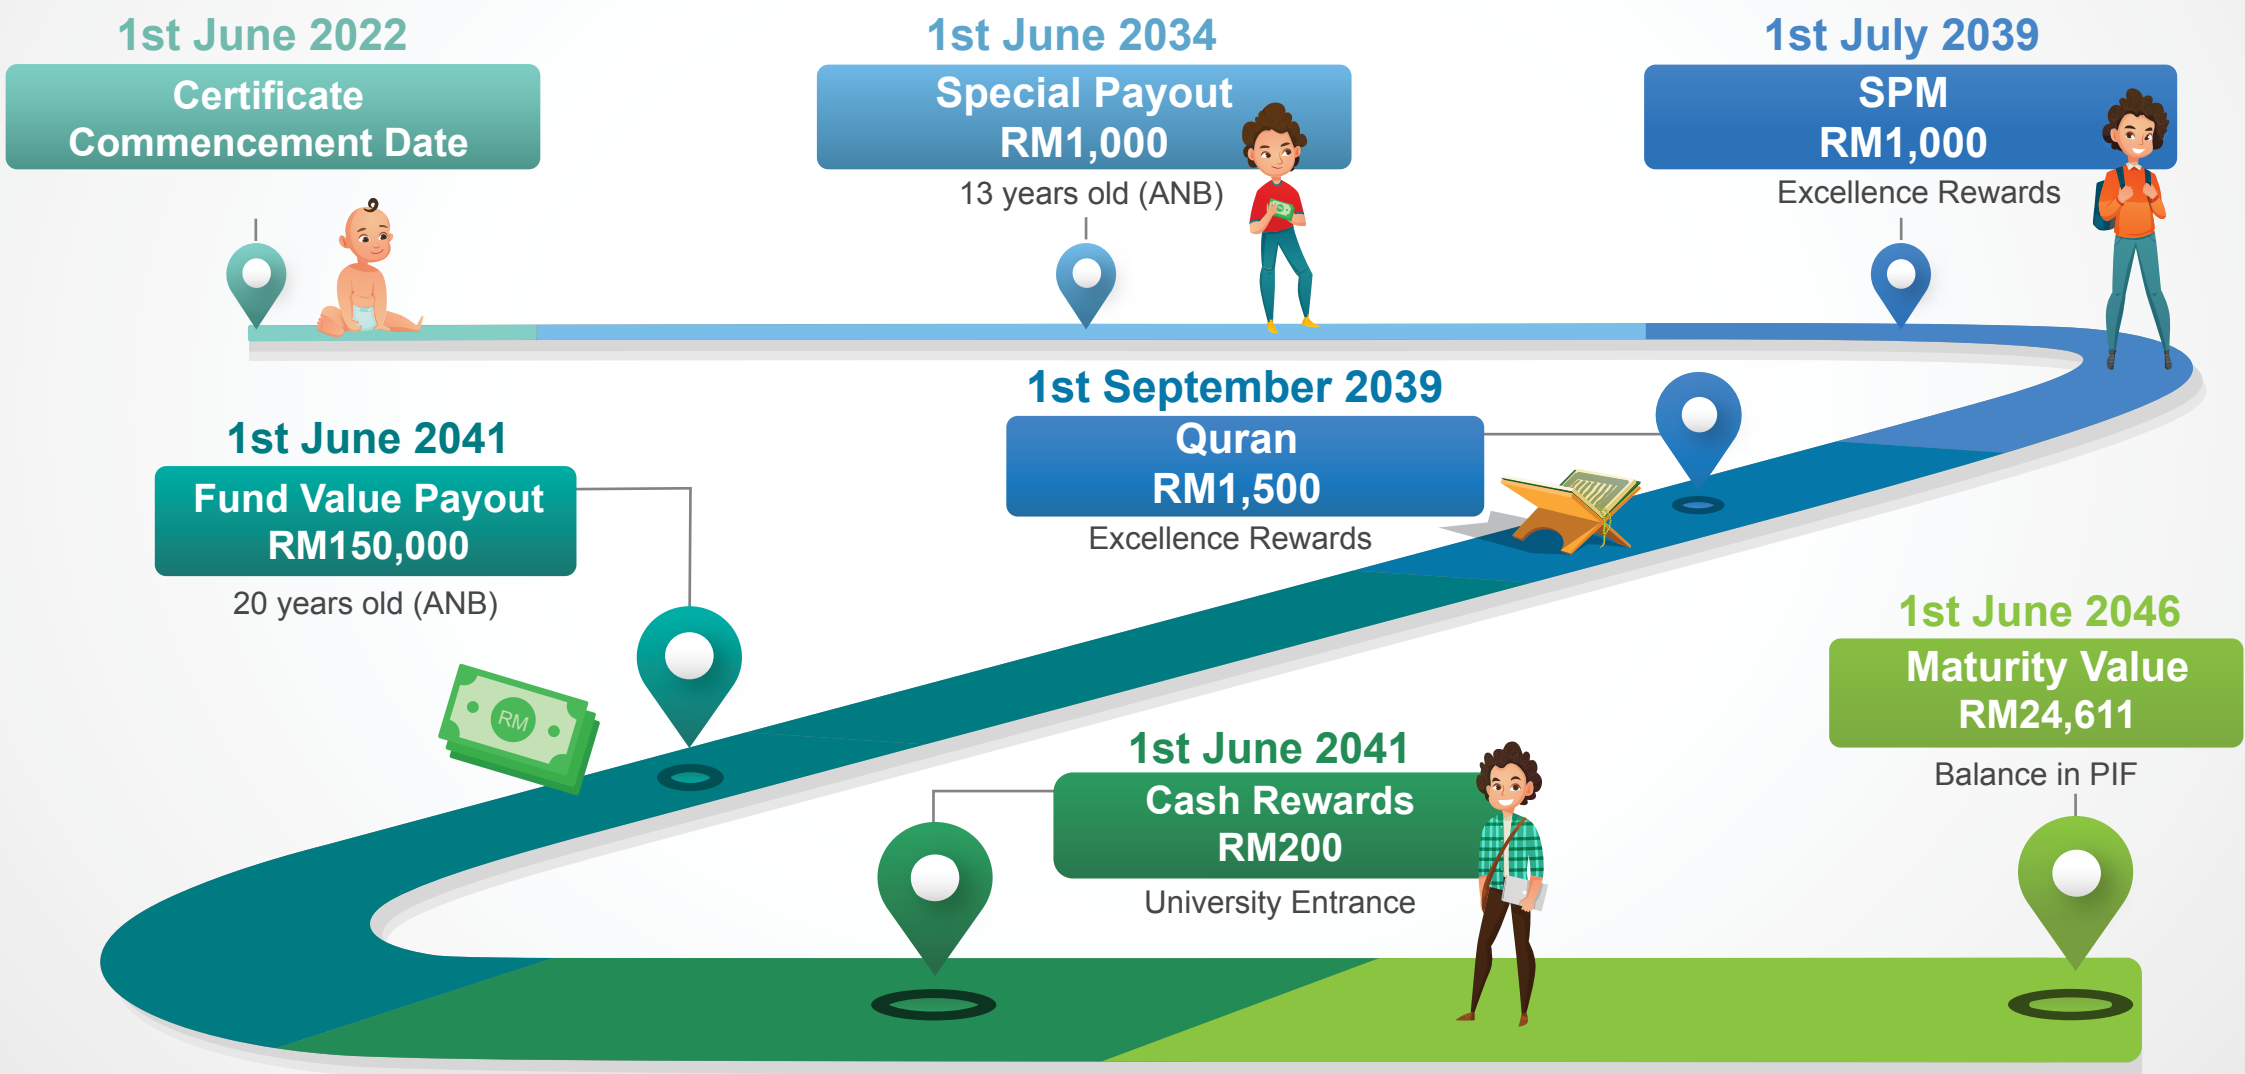 1st June 2022
Certificate
Commencement Date
1st June 2034
Special Payout
RM1,000
13 years old (ANB)
1st July 2039
SPM
RM1,000
Excellence Rewards
1st September 2039
Quran
RM1,500
Excellence Rewards
1st June 2041
Fund Value Payout
RM150,000
20 years old (ANB)
RM
1st June 2041
Cash Rewards
RM200
University Entrance
1st June 2046
Maturity Value
RM24,611
Balance in PIF